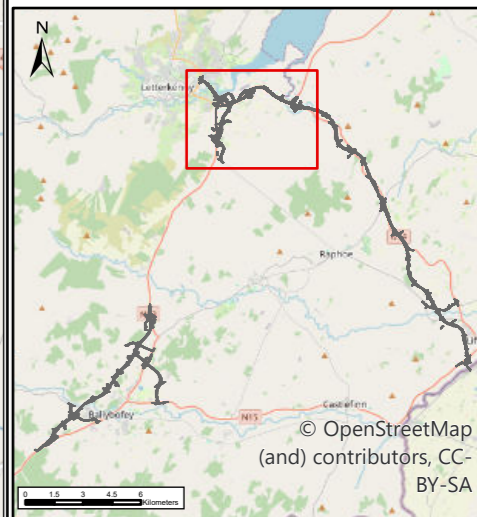 N
Letterkenny
Raphoe
Ballybofey
N15
Castlefinn
© OpenStreetMap
(and) contributors, CC-
BY-SA
0 1.5 3 4.5 6
Kilometers